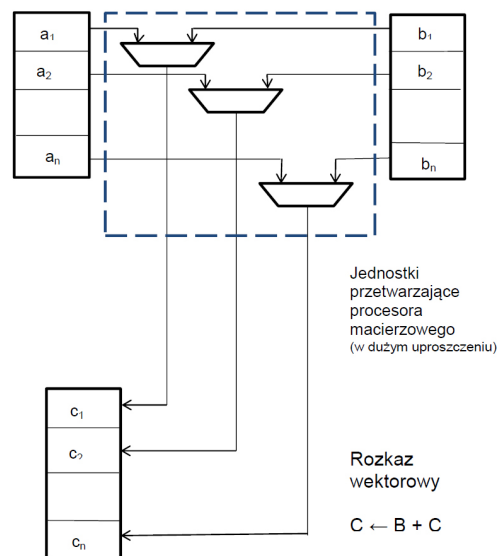 a₁ b₁
a₂ b₂
aₙ bₙ
Jednostki
przetwarzające
procesora
macierzowego
(w dużym uproszczeniu)
c₁
c₂
Rozkaz
wektorowy
C ← B + C
cₙ